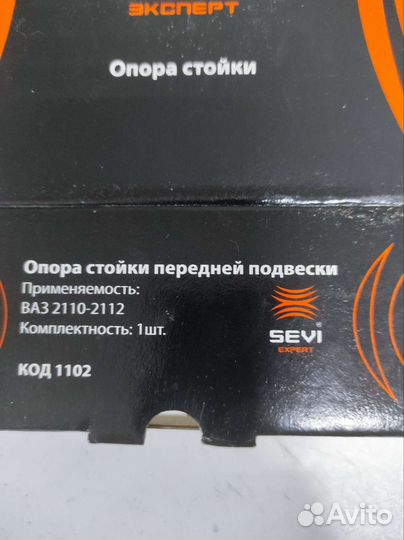 ЭКСПЕРТ
Опора стойки
Опора стойки передней подвески
Применяемость:
ВАЗ 2110-2112
Комплектность: 1шт.
КОД 1102
SEVI®
EXPERT
Avito